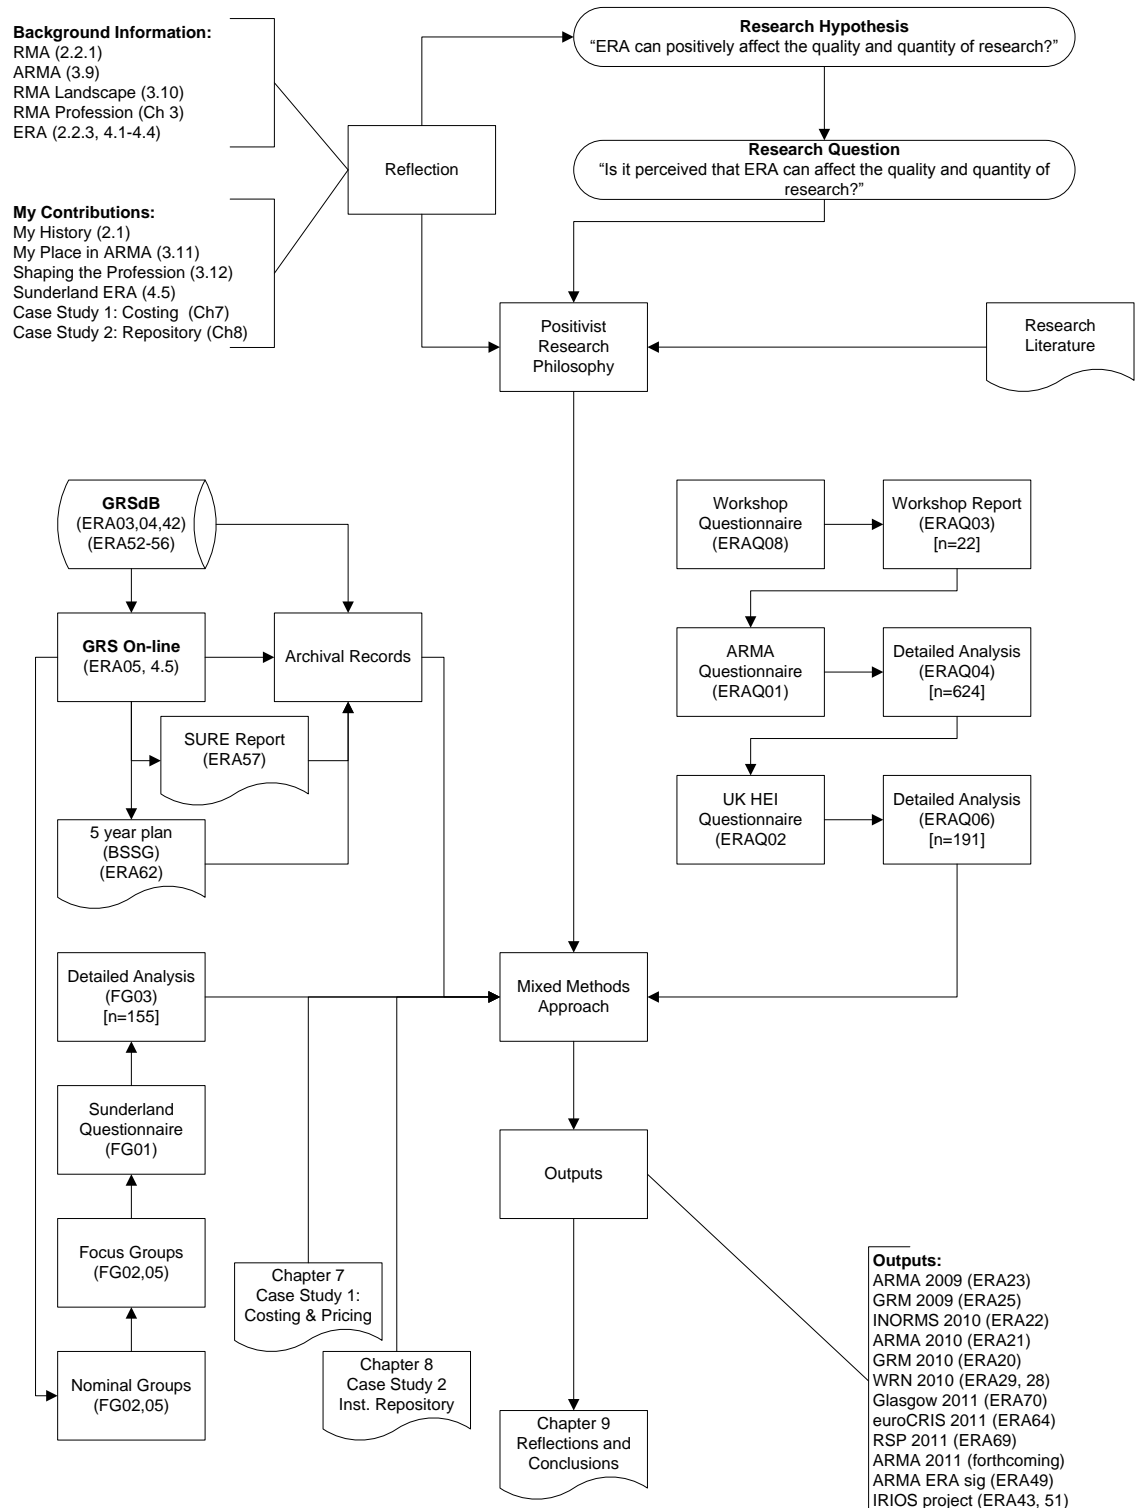 Background Information:
RMA (2.2.1)
ARMA (3.9)
RMA Landscape (3.10)
RMA Profession (Ch 3)
ERA (2.2.3, 4.1-4.4)
My Contributions:
My History (2.1)
My Place in ARMA (3.11)
Shaping the Profession (3.12)
Sunderland ERA (4.5)
Case Study 1: Costing (Ch7)
Case Study 2: Repository (Ch8)
Reflection
Research Hypothesis
“ERA can positively affect the quality and quantity of research?”
Research Question
“Is it perceived that ERA can affect the quality and quantity of
research?”
Positivist
Research
Philosophy
Research
Literature
GRSdB
(ERA03,04,42)
(ERA52-56)
GRS On-line
(ERA05, 4.5)
Archival Records
SURE Report
(ERA57)
5 year plan
(BSSG)
(ERA62)
Workshop
Questionnaire
(ERAQ08)
Workshop Report
(ERAQ03)
[n=22]
ARMA
Questionnaire
(ERAQ01)
Detailed Analysis
(ERAQ04)
[n=624]
UK HEI
Questionnaire
(ERAQ02
Detailed Analysis
(ERAQ06)
[n=191]
Detailed Analysis
(FG03)
[n=155]
Mixed Methods
Approach
Sunderland
Questionnaire
(FG01)
Outputs
Focus Groups
(FG02,05)
Nominal Groups
(FG02,05)
Chapter 7
Case Study 1:
Costing & Pricing
Chapter 8
Case Study 2
Inst. Repository
Chapter 9
Reflections and
Conclusions
Outputs:
ARMA 2009 (ERA23)
GRM 2009 (ERA25)
INORMS 2010 (ERA22)
ARMA 2010 (ERA21)
GRM 2010 (ERA20)
WRN 2010 (ERA29, 28)
Glasgow 2011 (ERA70)
euroCRIS 2011 (ERA64)
RSP 2011 (ERA69)
ARMA 2011 (forthcoming)
ARMA ERA sig (ERA49)
IRIOS project (ERA43, 51)